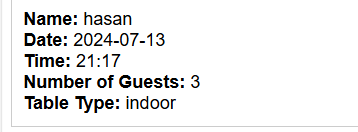 Name: hasan
Date: 2024-07-13
Time: 21:17
Number of Guests: 3
Table Type: indoor